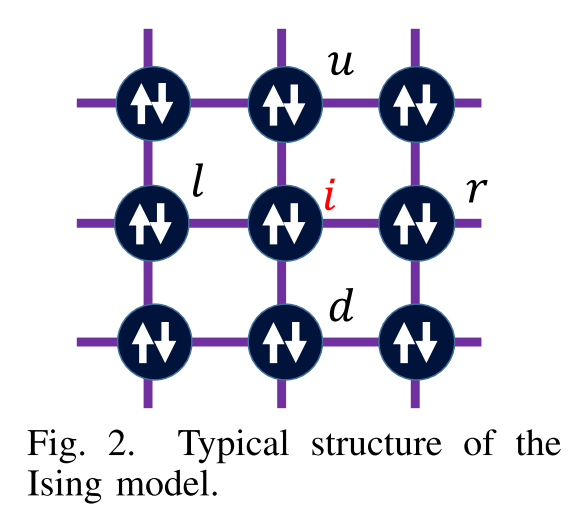 u
l i r
d
Fig. 2. Typical structure of the
Ising model.